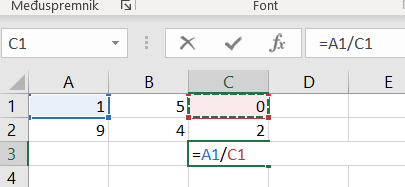 Međuspremnik Font
C1 fx =A1/C1
A B C D E
1 1 5 0
2 9 4 2
3 =A1/C1
4